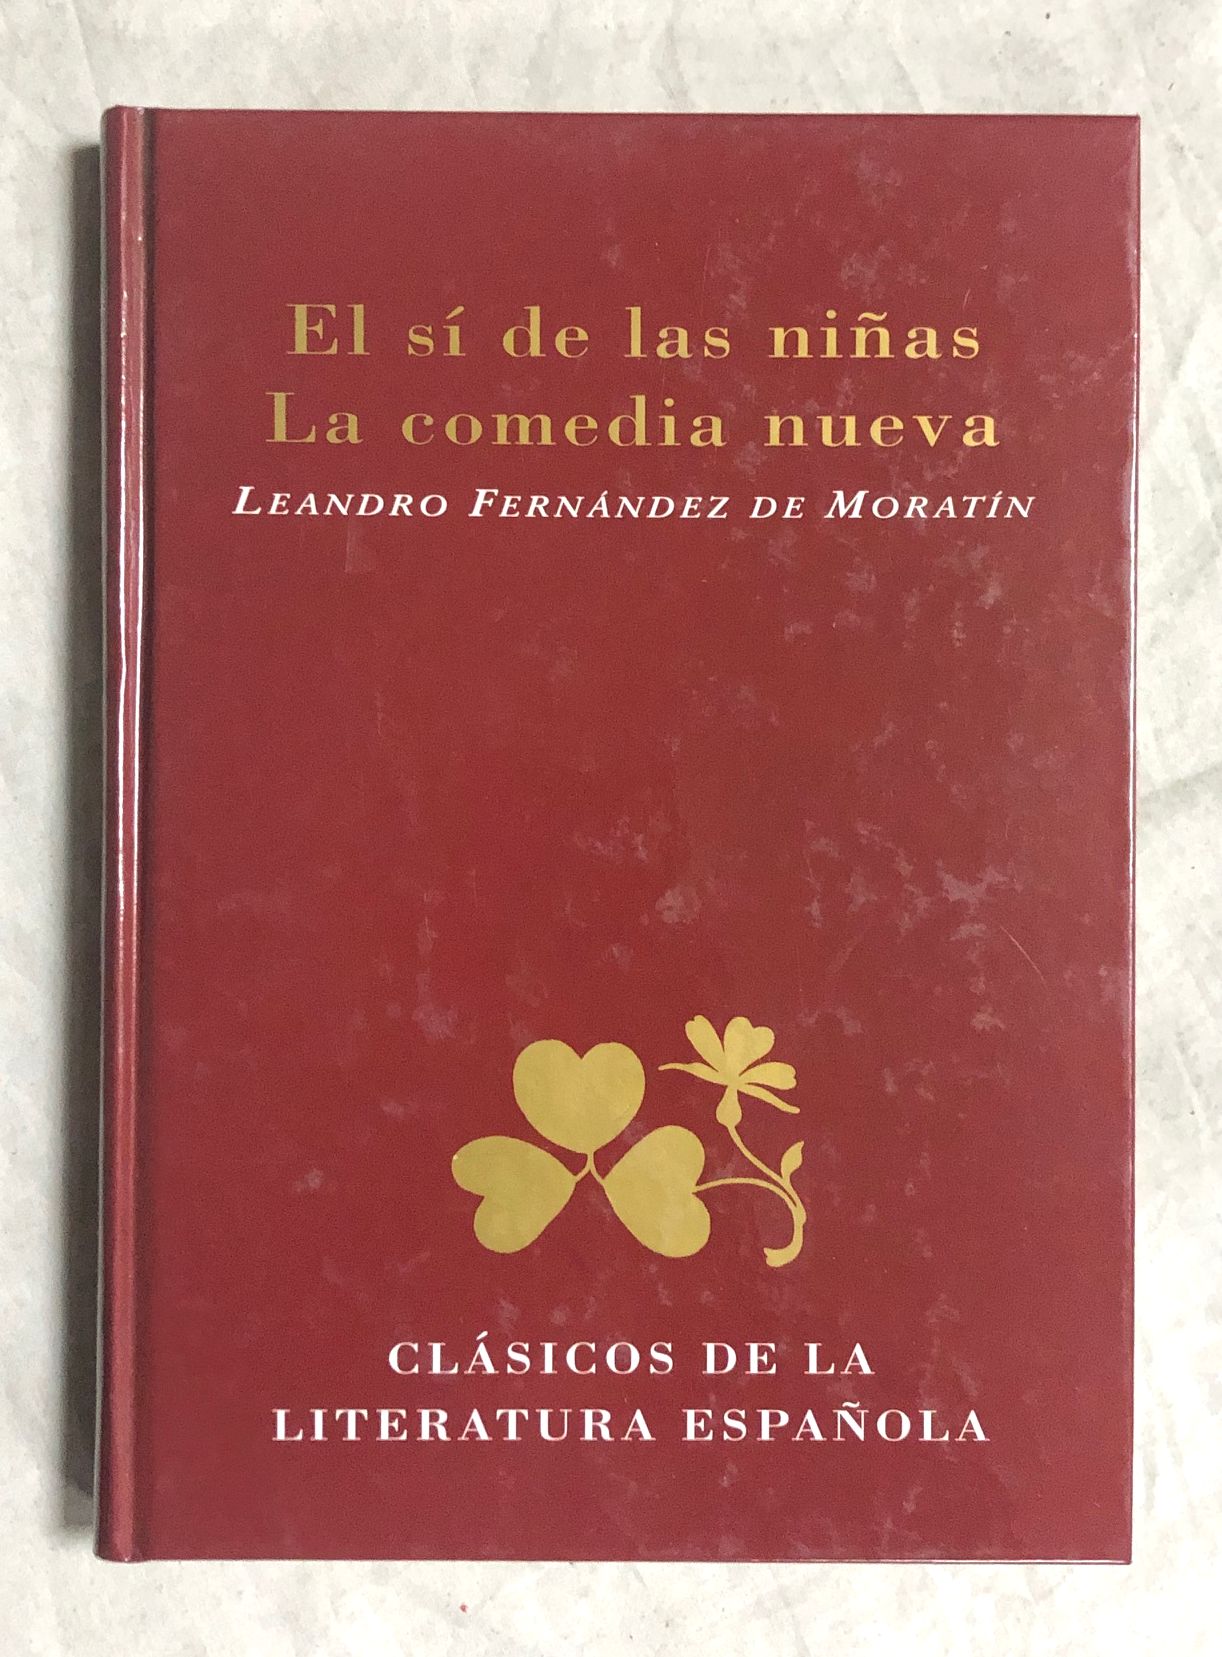 El sí de las niñas
La comedia nueva
LEANDRO FERNÁNDEZ DE MORATÍN
CLÁSICOS DE LA
LITERATURA ESPAÑOLA